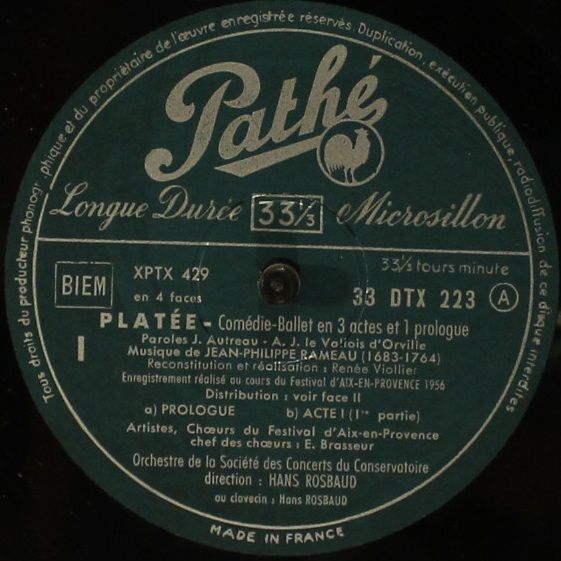 Tous droits du producteur phonographique et du propriétaire de l'œuvre enregistrée réservés. Duplication, exécution publique, radiodiffusion de ce disque interdites
Pathé
Longue Durée 33⅓ Microsillon
BIEM XPTX 429 33⅓ tours minute
en 4 faces 33 DTX 223 A
PLATÉE - Comédie-Ballet en 3 actes et 1 prologue
I
Paroles J. Autreau - A. J. le Valois d'Orville
Musique de JEAN-PHILIPPE RAMEAU (1683-1764)
Reconstitution et réalisation : Renée Viollier
Enregistrement réalisé au cours du Festival d'AIX-EN-PROVENCE 1956
Distribution : voir face II
a) PROLOGUE b) ACTE I (1re partie)
Artistes, Chœurs du Festival d'Aix-en-Provence
chef des chœurs : E. Brasseur
Orchestre de la Société des Concerts du Conservatoire
direction : HANS ROSBAUD
au clavecin : Hans ROSBAUD
MADE IN FRANCE